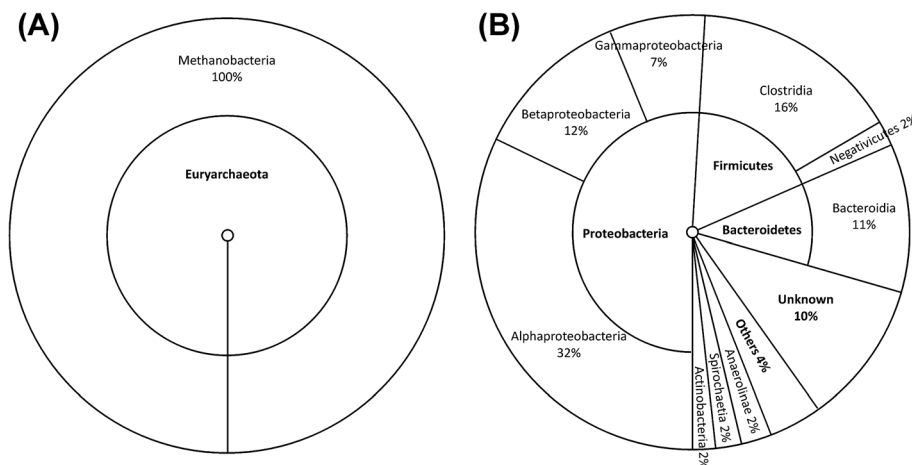 (A)
Methanobacteria
100%
Euryarchaeota
(B)
Gammaproteobacteria
7%
Betaproteobacteria
12%
Clostridia
16%
Negativicutes 2%
Firmicutes
Proteobacteria
Bacteroidetes
Bacteroidia
11%
Unknown
10%
Alphaproteobacteria
32%
Others 4%
Anaerolinae 2%
Spirochaetia 2%
Actinobacteria 2%